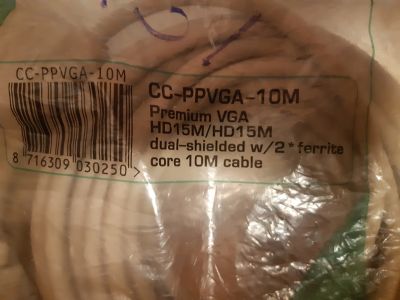 CC-PPVGA-10M
8 716309 030250 >
CC-PPVGA-10M
Premium VGA
HD15M/HD15M
dual-shielded w/2*ferrite
core 10M cable